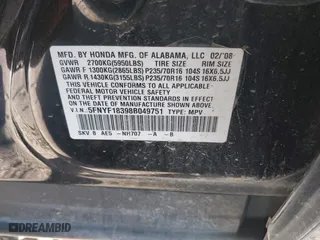 MFD. BY HONDA MFG. OF ALABAMA, LLC 02/'08
GVWR 2700KG(5950LBS) TIRE SIZE RIM SIZE
GAWR F 1300KG(2865LBS) P235/70R16 104S 16X6.5JJ
GAWR R 1430KG(3155LBS) P235/70R16 104S 16X6.5JJ
THIS VEHICLE CONFORMS TO ALL APPLICABLE
FEDERAL MOTOR VEHICLE SAFETY AND THEFT
PREVENTION STANDARDS IN EFFECT ON THE DATE
OF MANUFACTURE SHOWN ABOVE.
V.I.N. 5FNYF18398B049751 TYPE: MPV
SKV 8 AES -NH707 -A -B
DREAMBID